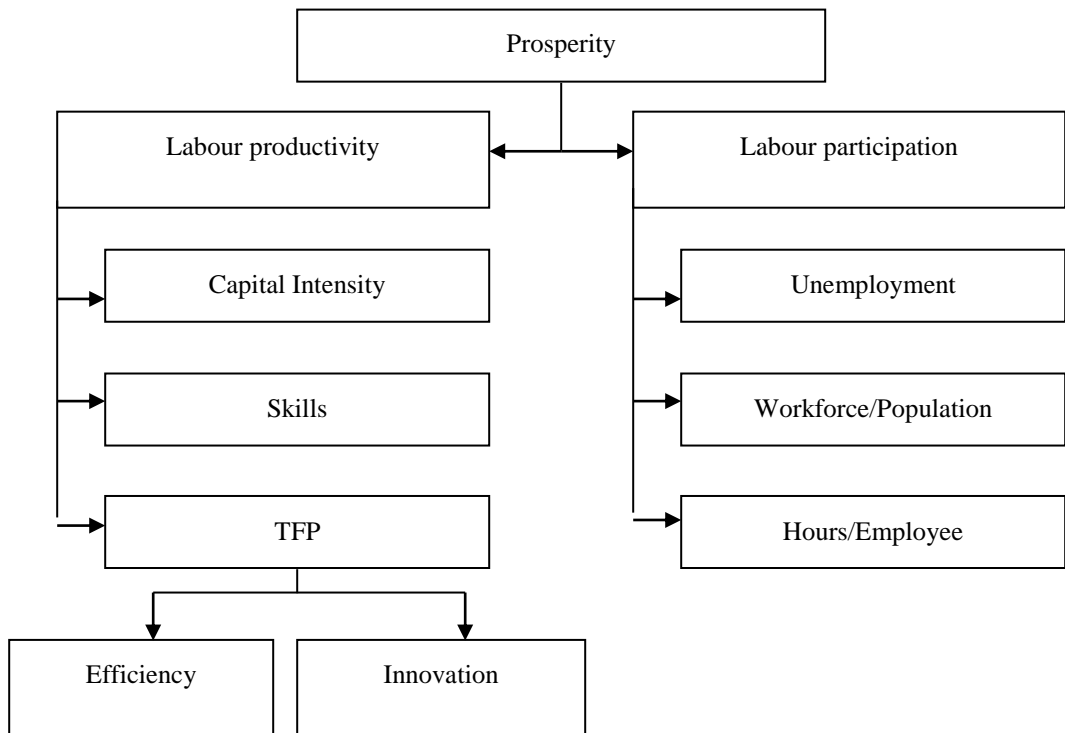 Prosperity
Labour productivity
Labour participation
Capital Intensity
Unemployment
Skills
Workforce/Population
TFP
Hours/Employee
Efficiency
Innovation